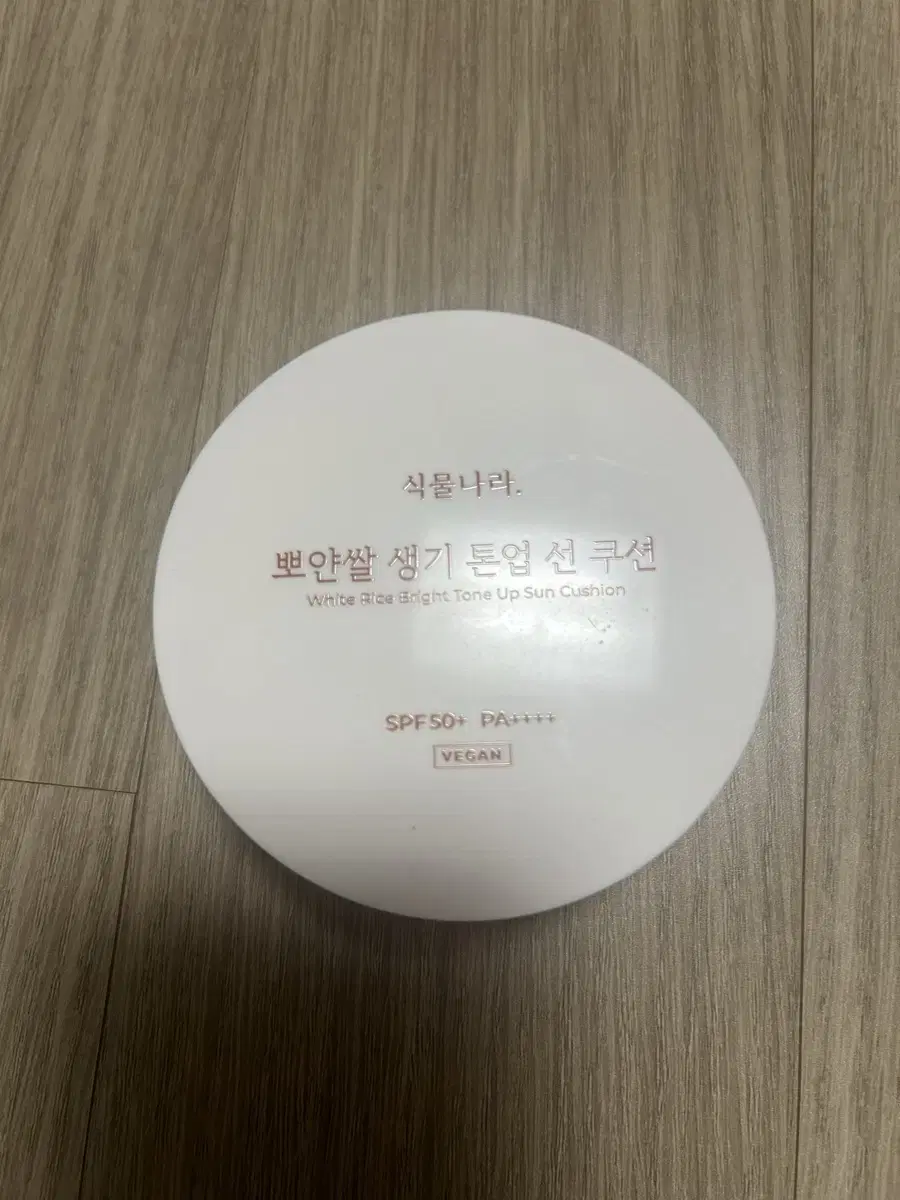 식물나라.
뽀얀쌀 생기 톤업 선 쿠션
White Rice Bright Tone Up Sun Cushion
SPF50+ PA++++
VEGAN